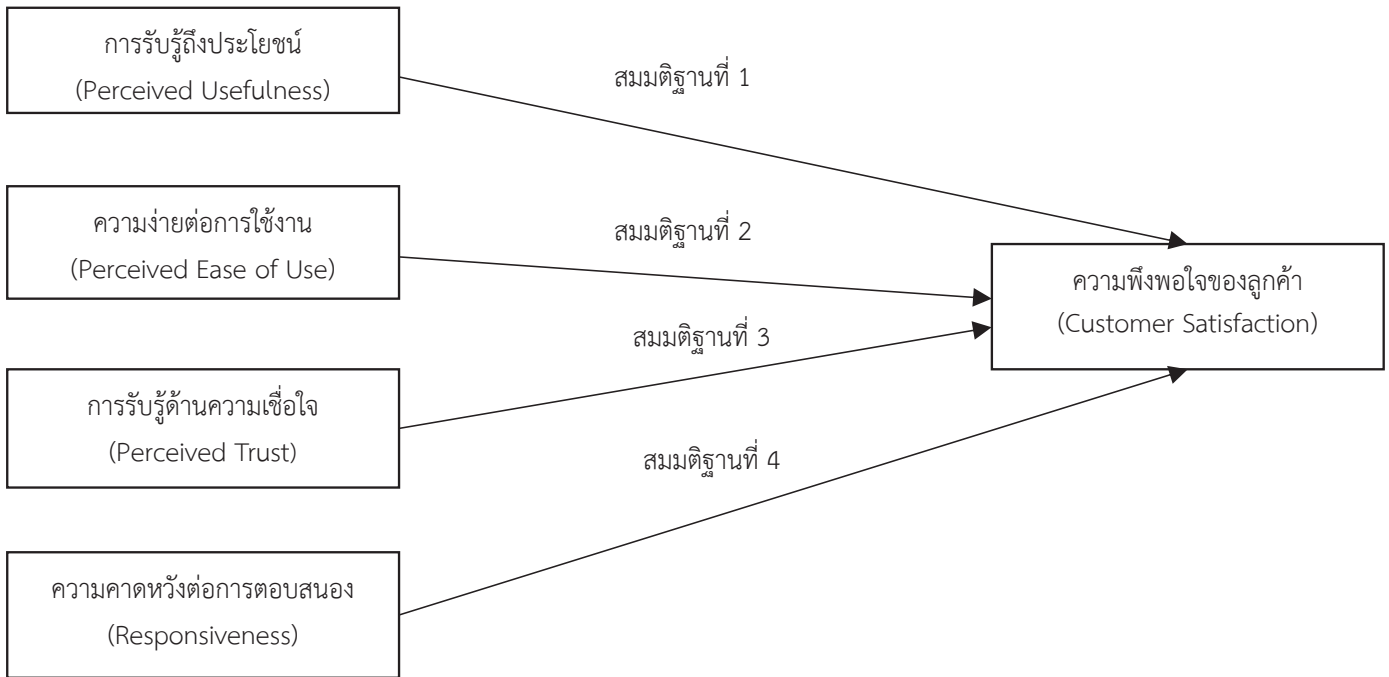 การรับรู้ถึงประโยชน์
(Perceived Usefulness)
สมมติฐานที่ 1
ความง่ายต่อการใช้งาน
(Perceived Ease of Use)
สมมติฐานที่ 2
ความพึงพอใจของลูกค้า
(Customer Satisfaction)
สมมติฐานที่ 3
การรับรู้ด้านความเชื่อใจ
(Perceived Trust)
สมมติฐานที่ 4
ความคาดหวังต่อการตอบสนอง
(Responsiveness)